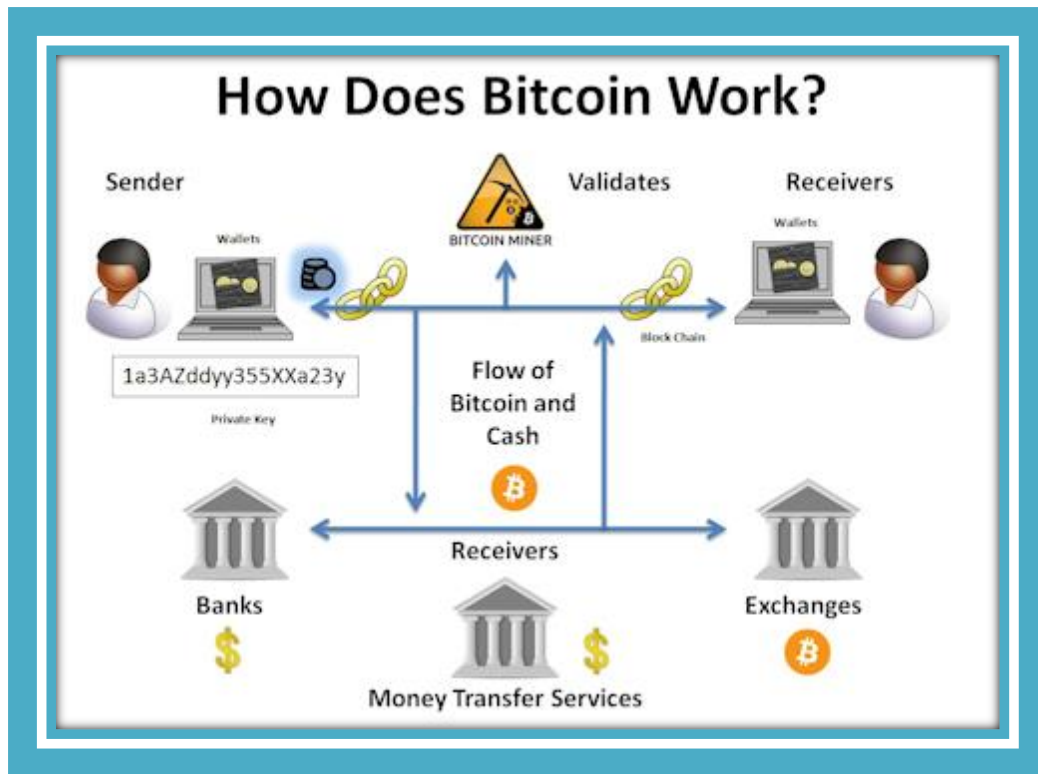 How Does Bitcoin Work?
Sender
Validates
Receivers
Wallets
BITCOIN MINER
Wallets
Block Chain
1a3AZddyy355XXa23y
Private Key
Flow of
Bitcoin and
Cash
Receivers
Banks
Exchanges
$
$
Money Transfer Services